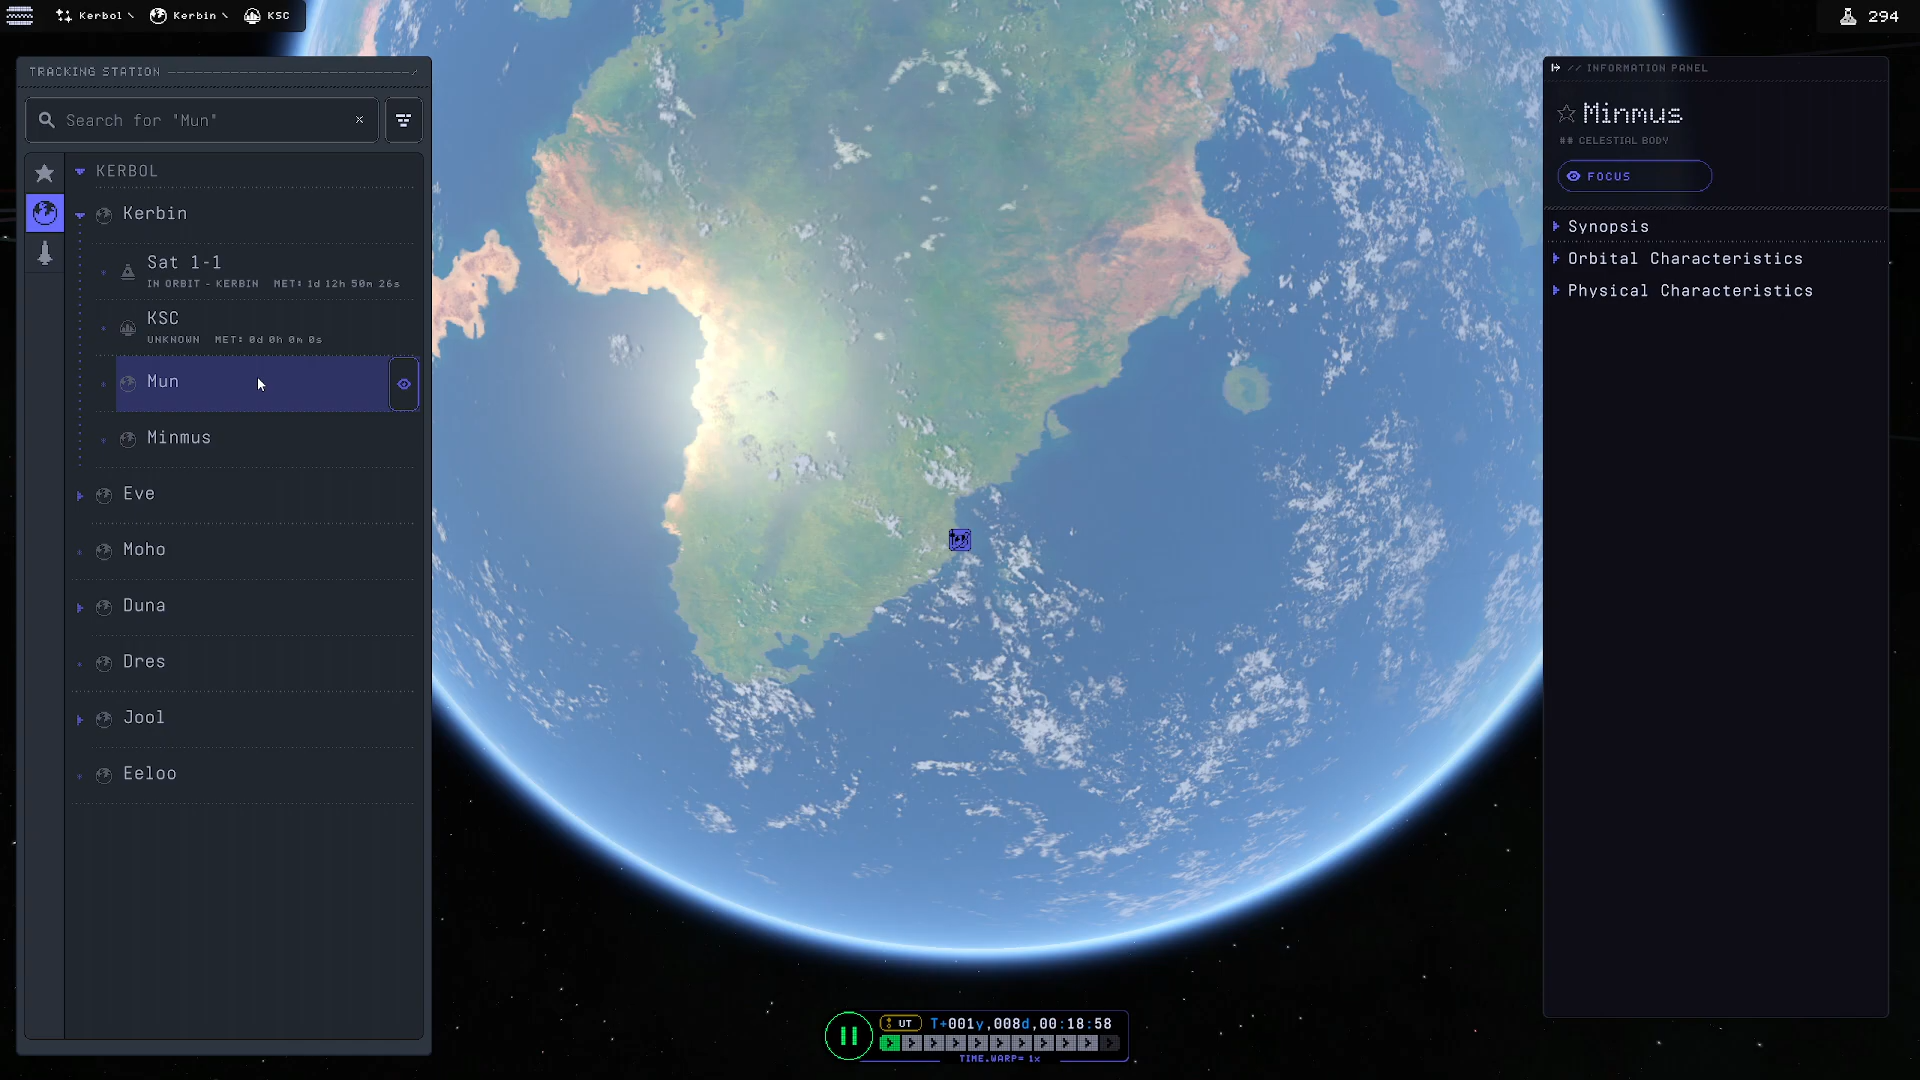 Kerbol \ Kerbin \ KSC
294
TRACKING STATION
Search for "Mun"
KERBOL
Kerbin
Sat 1-1
IN ORBIT - KERBIN MET: 1d 12h 50m 26s
KSC
UNKNOWN MET: 0d 0h 0m 0s
Mun
Minmus
Eve
Moho
Duna
Dres
Jool
Eeloo
// INFORMATION PANEL
Minmus
## CELESTIAL BODY
FOCUS
Synopsis
Orbital Characteristics
Physical Characteristics
UT T+001y,008d,00:18:58
TIME.WARP= 1x